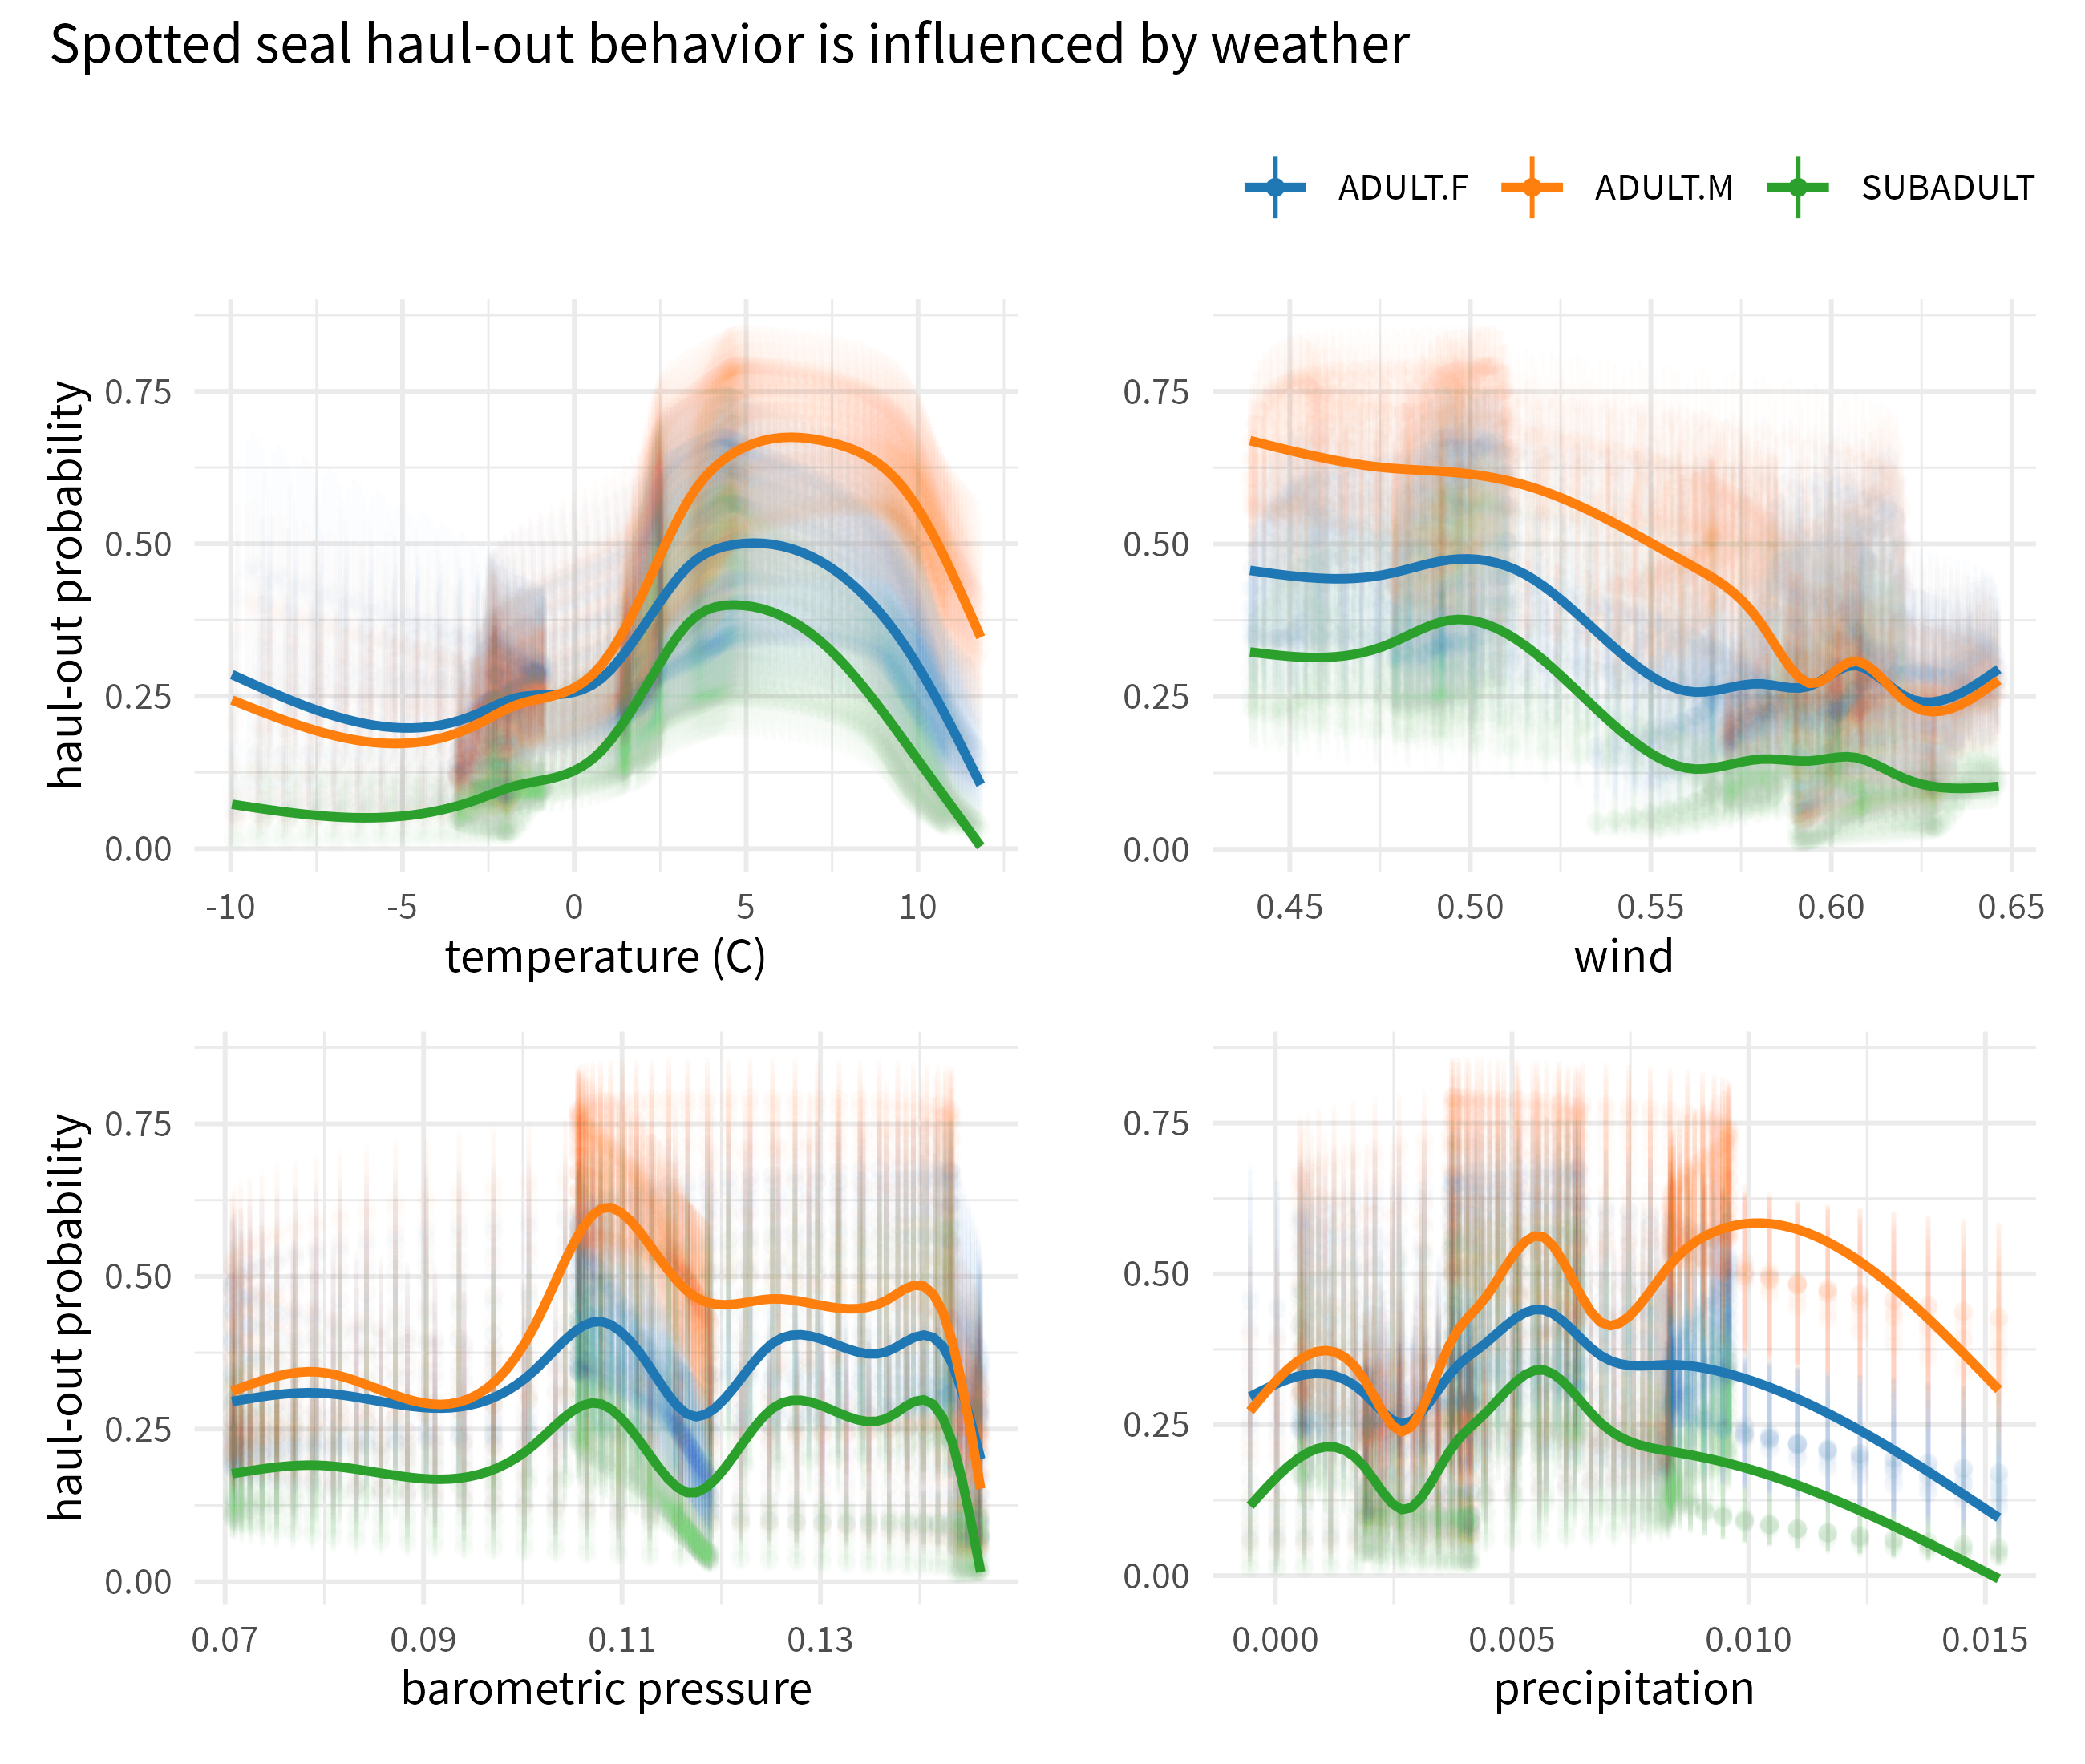 Spotted seal haul-out behavior is influenced by weather
ADULT.F ADULT.M SUBADULT
haul-out probability
0.75
0.50
0.25
0.00
-10 -5 0 5 10
temperature (C)
0.75
0.50
0.25
0.00
0.45 0.50 0.55 0.60 0.65
wind
haul-out probability
0.75
0.50
0.25
0.00
0.07 0.09 0.11 0.13
barometric pressure
0.75
0.50
0.25
0.00
0.000 0.005 0.010 0.015
precipitation